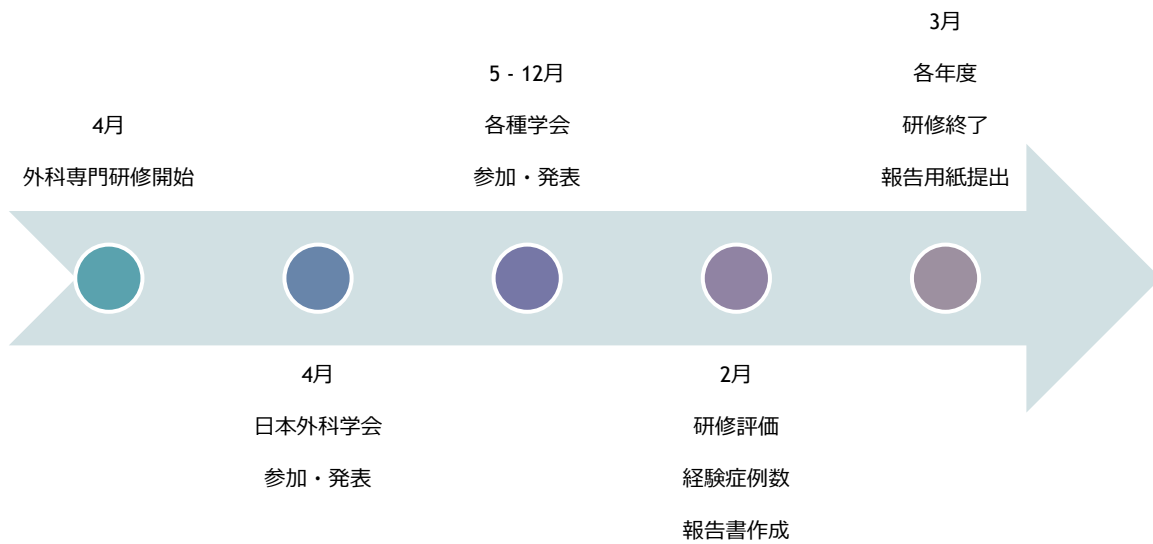 4月
外科専門研修開始
4月
日本外科学会
参加・発表
5 - 12月
各種学会
参加・発表
2月
研修評価
経験症例数
報告書作成
3月
各年度
研修終了
報告用紙提出